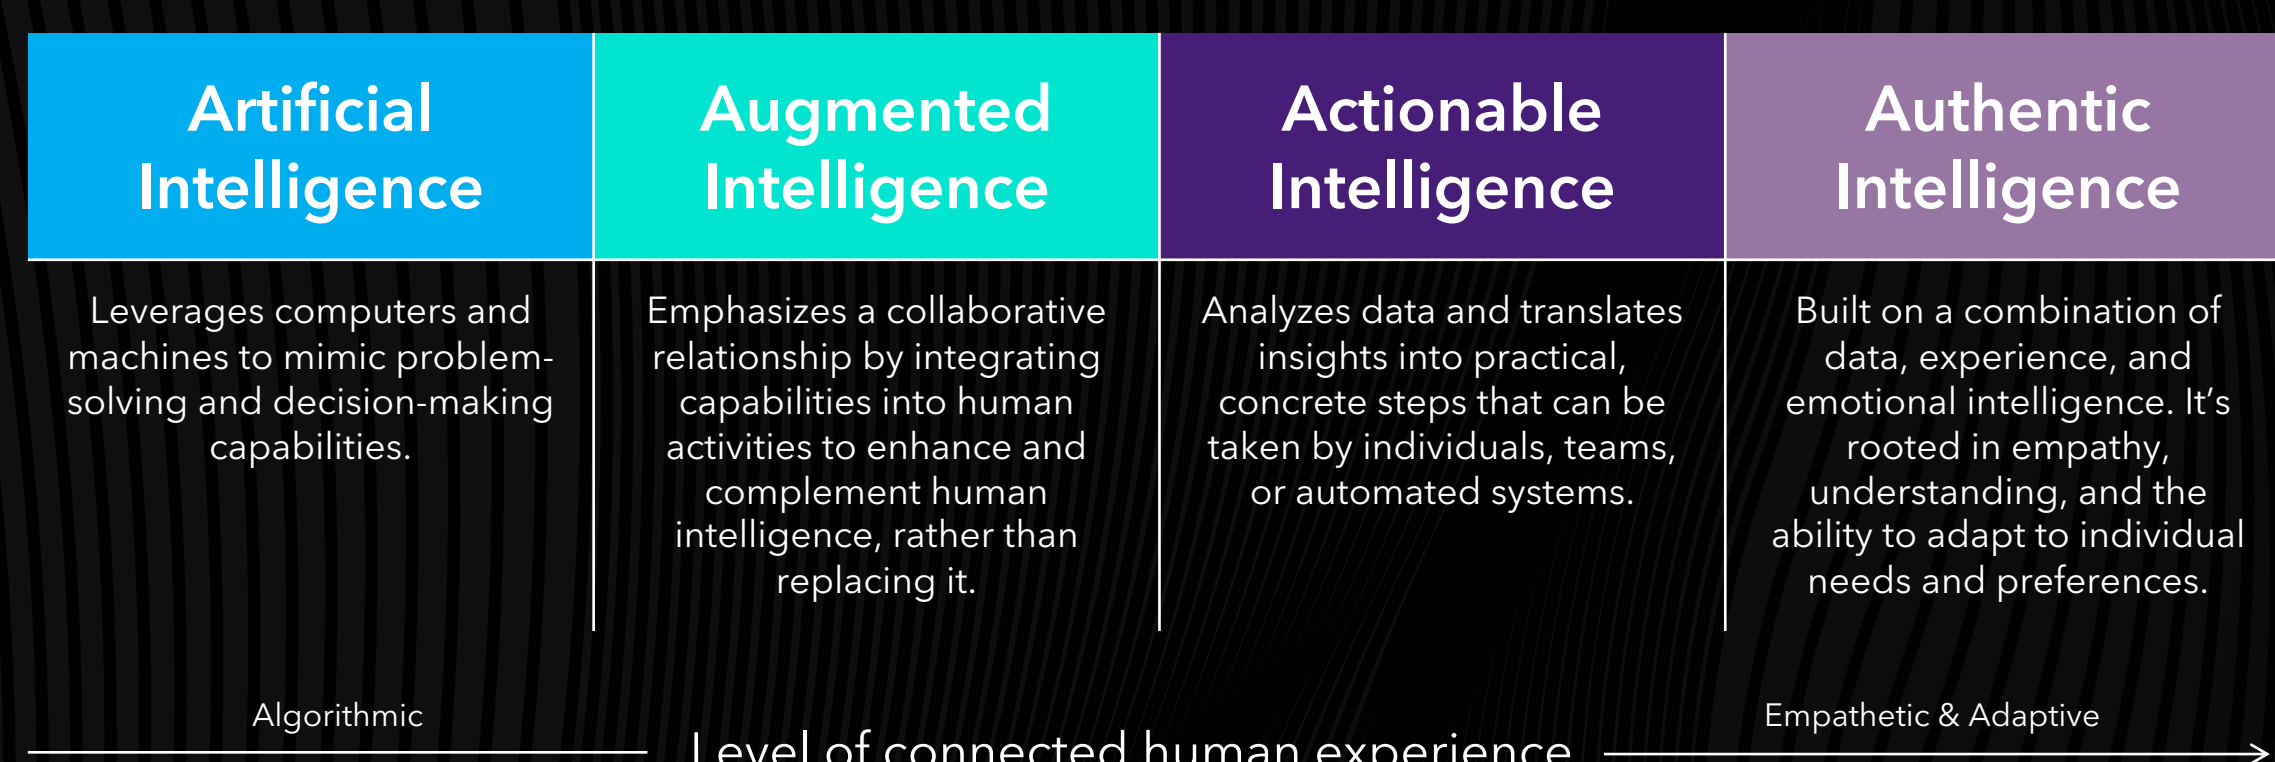 Artificial
Intelligence
Augmented
Intelligence
Actionable
Intelligence
Authentic
Intelligence
Leverages computers and
machines to mimic problem-
solving and decision-making
capabilities.
Emphasizes a collaborative
relationship by integrating
capabilities into human
activities to enhance and
complement human
intelligence, rather than
replacing it.
Analyzes data and translates
insights into practical,
concrete steps that can be
taken by individuals, teams,
or automated systems.
Built on a combination of
data, experience, and
emotional intelligence. It’s
rooted in empathy,
understanding, and the
ability to adapt to individual
needs and preferences.
Algorithmic
Level of connected human experience
Empathetic & Adaptive